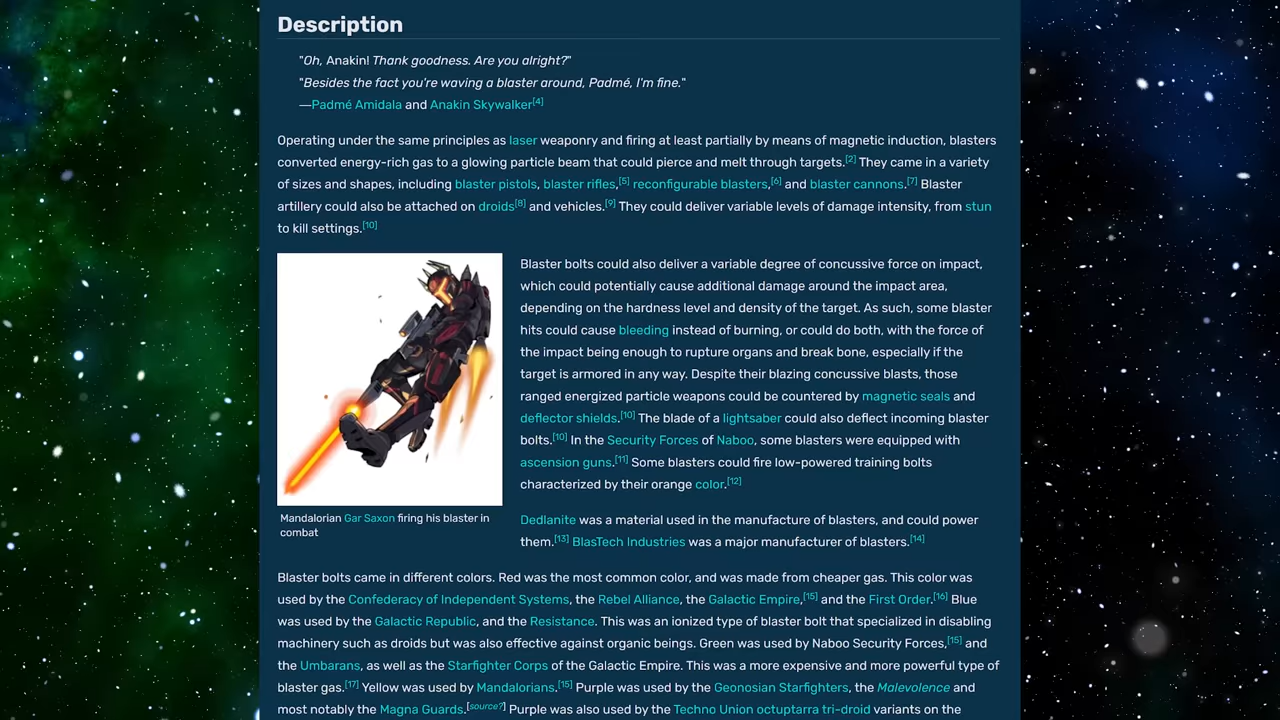 Description
"Oh, Anakin! Thank goodness. Are you alright?"
"Besides the fact you're waving a blaster around, Padmé, I'm fine."
—Padmé Amidala and Anakin Skywalker[4]
Operating under the same principles as laser weaponry and firing at least partially by means of magnetic induction, blasters
converted energy-rich gas to a glowing particle beam that could pierce and melt through targets.[2] They came in a variety
of sizes and shapes, including blaster pistols, blaster rifles,[5] reconfigurable blasters,[6] and blaster cannons.[7] Blaster
artillery could also be attached on droids[8] and vehicles.[9] They could deliver variable levels of damage intensity, from stun
to kill settings.[10]
Mandalorian Gar Saxon firing his blaster in
combat
Blaster bolts could also deliver a variable degree of concussive force on impact,
which could potentially cause additional damage around the impact area,
depending on the hardness level and density of the target. As such, some blaster
hits could cause bleeding instead of burning, or could do both, with the force of
the impact being enough to rupture organs and break bone, especially if the
target is armored in any way. Despite their blazing concussive blasts, those
ranged energized particle weapons could be countered by magnetic seals and
deflector shields.[10] The blade of a lightsaber could also deflect incoming blaster
bolts.[10] In the Security Forces of Naboo, some blasters were equipped with
ascension guns.[11] Some blasters could fire low-powered training bolts
characterized by their orange color.[12]
Dedlanite was a material used in the manufacture of blasters, and could power
them.[13] BlasTech Industries was a major manufacturer of blasters.[14]
Blaster bolts came in different colors. Red was the most common color, and was made from cheaper gas. This color was
used by the Confederacy of Independent Systems, the Rebel Alliance, the Galactic Empire,[15] and the First Order.[16] Blue
was used by the Galactic Republic, and the Resistance. This was an ionized type of blaster bolt that specialized in disabling
machinery such as droids but was also effective against organic beings. Green was used by Naboo Security Forces,[15] and
the Umbarans, as well as the Starfighter Corps of the Galactic Empire. This was a more expensive and more powerful type of
blaster gas.[17] Yellow was used by Mandalorians.[15] Purple was used by the Geonosian Starfighters, the Malevolence and
most notably the Magna Guards.[source?] Purple was also used by the Techno Union octuptarra tri-droid variants on the